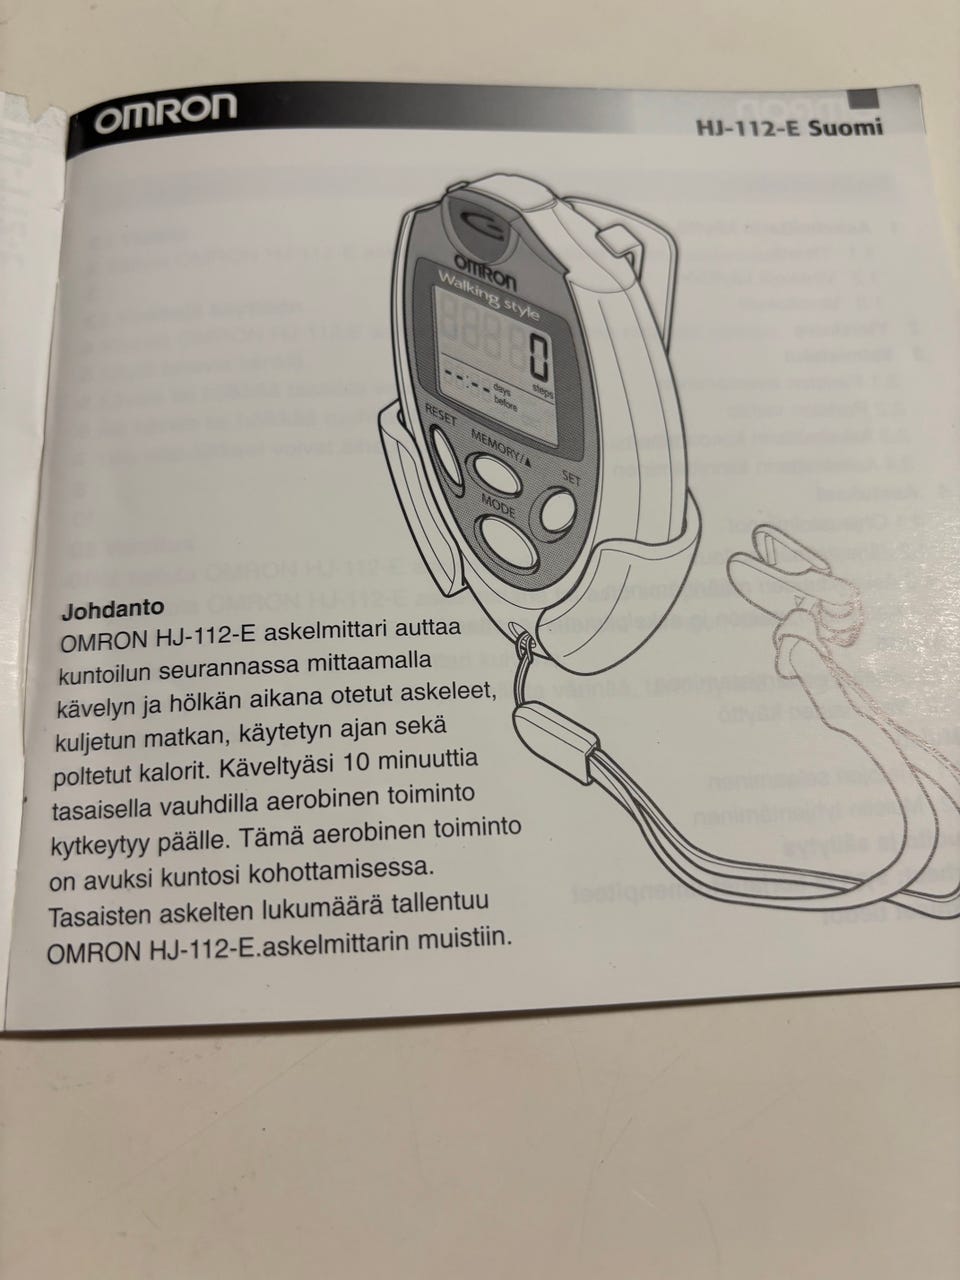 OMRON
HJ-112-E Suomi
OMRON
Walking style
0
steps
days
before
RESET
MEMORY/▲
SET
MODE
Johdanto
OMRON HJ-112-E askelmittari auttaa
kuntoilun seurannassa mittaamalla
kävelyn ja hölkän aikana otetut askeleet,
kuljetun matkan, käytetyn ajan sekä
poltetut kalorit. Käveltyäsi 10 minuuttia
tasaisella vauhdilla aerobinen toiminto
kytkeytyy päälle. Tämä aerobinen toiminto
on avuksi kuntosi kohottamisessa.
Tasaisten askelten lukumäärä tallentuu
OMRON HJ-112-E.askelmittarin muistiin.